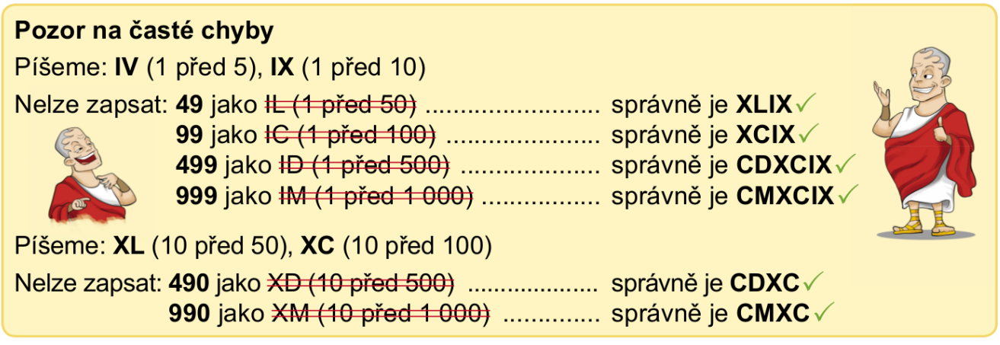 Pozor na časté chyby
Píšeme: IV (1 před 5), IX (1 před 10)
Nelze zapsat: 49 jako IL (1 před 50) ......................... správně je XLIX✓
99 jako IC (1 před 100) ...................... správně je XCIX✓
499 jako ID (1 před 500) .................... správně je CDXCIX✓
999 jako IM (1 před 1 000) ................. správně je CMXCIX✓
Píšeme: XL (10 před 50), XC (10 před 100)
Nelze zapsat: 490 jako XD (10 před 500) ................... správně je CDXC✓
990 jako XM (10 před 1 000) .............. správně je CMXC✓